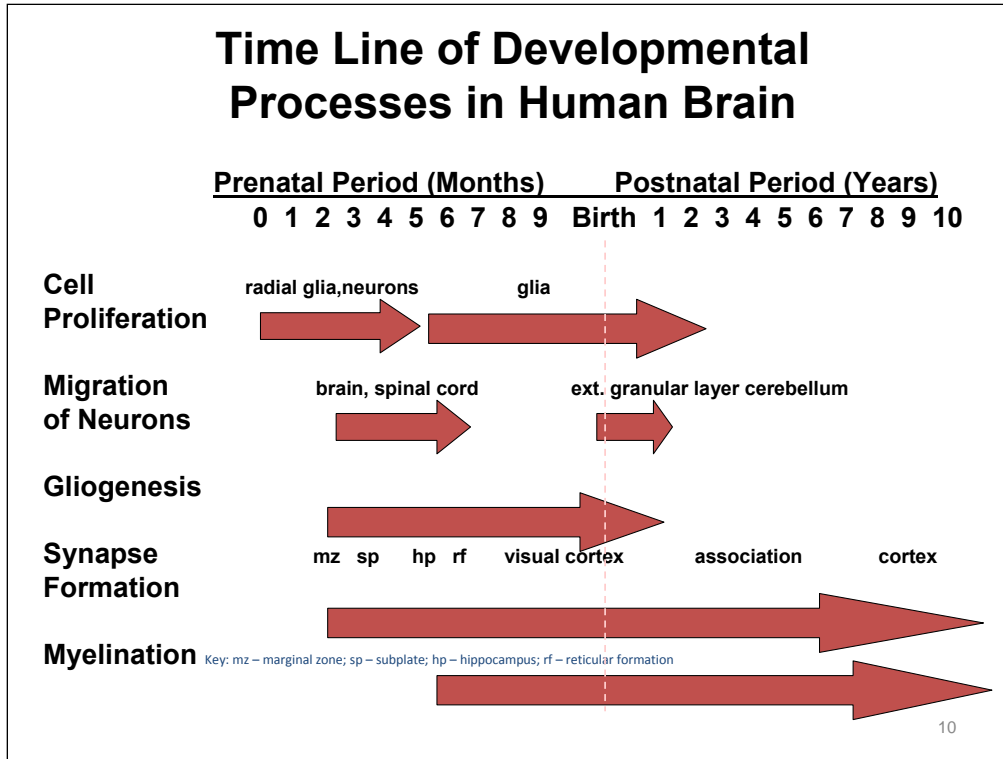 Time Line of Developmental
Processes in Human Brain
Prenatal Period (Months) Postnatal Period (Years)
0 1 2 3 4 5 6 7 8 9 Birth 1 2 3 4 5 6 7 8 9 10
Cell
Proliferation
radial glia,neurons glia
Migration
of Neurons
brain, spinal cord ext. granular layer cerebellum
Gliogenesis
Synapse
Formation
mz sp hp rf visual cortex association cortex
Myelination
Key: mz – marginal zone; sp – subplate; hp – hippocampus; rf – reticular formation
10